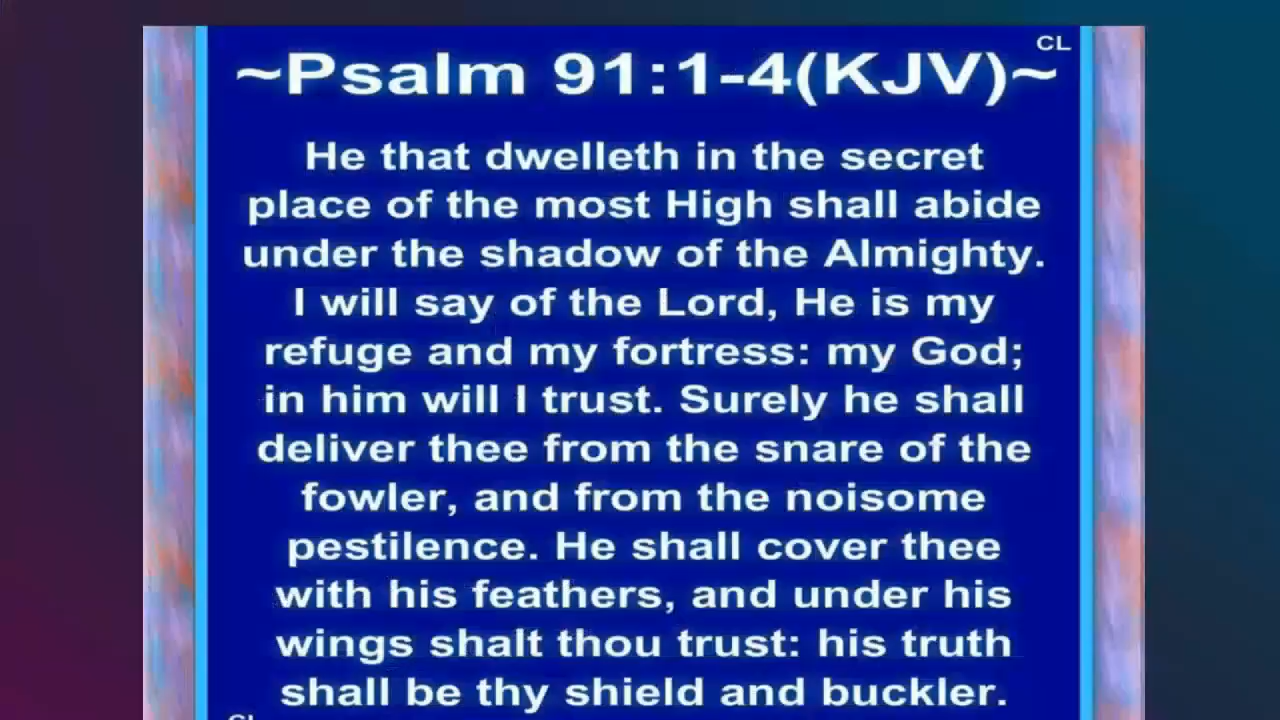 CL
~Psalm 91:1-4(KJV)~
He that dwelleth in the secret
place of the most High shall abide
under the shadow of the Almighty.
I will say of the Lord, He is my
refuge and my fortress: my God;
in him will I trust. Surely he shall
deliver thee from the snare of the
fowler, and from the noisome
pestilence. He shall cover thee
with his feathers, and under his
wings shalt thou trust: his truth
shall be thy shield and buckler.